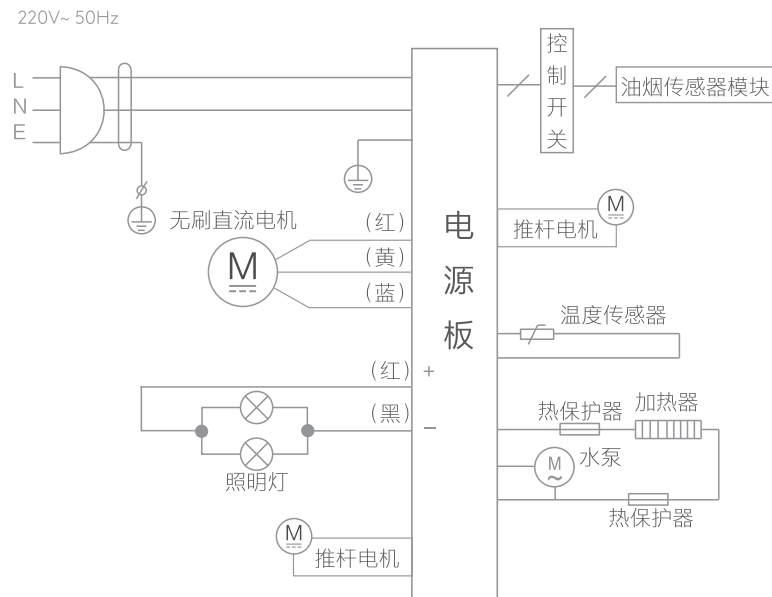 220V~ 50Hz
L
N
E
控制开关
油烟传感器模块
无刷直流电机
M
(红)
(黄)
(蓝)
电源板
M
推杆电机
温度传感器
(红)
+
(黑)
−
照明灯
热保护器
加热器
M
~
水泵
热保护器
M
推杆电机